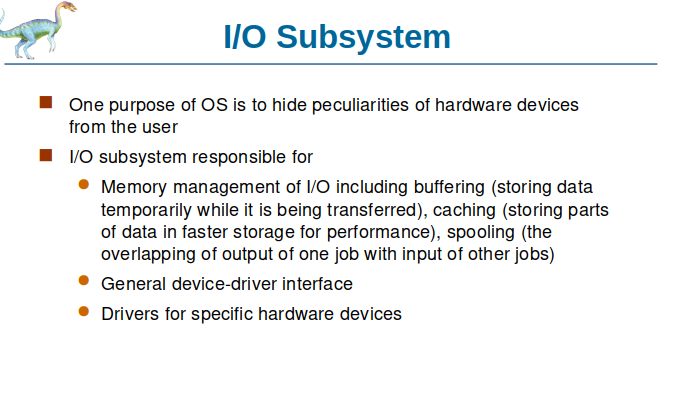 I/O Subsystem
One purpose of OS is to hide peculiarities of hardware devices
from the user
I/O subsystem responsible for
Memory management of I/O including buffering (storing data
temporarily while it is being transferred), caching (storing parts
of data in faster storage for performance), spooling (the
overlapping of output of one job with input of other jobs)
General device-driver interface
Drivers for specific hardware devices